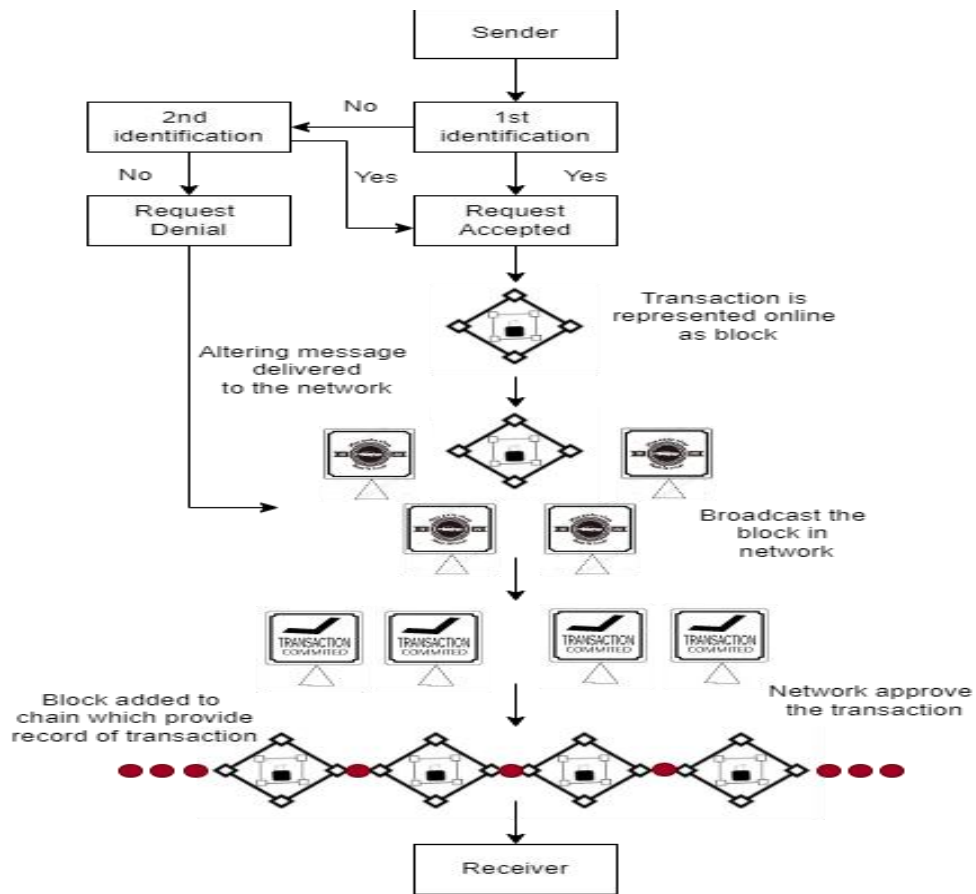 Sender
No
2nd
identification
1st
identification
No
Yes
Yes
Request
Denial
Request
Accepted
Transaction is
represented online
as block
Altering message
delivered
to the network
Broadcast the
block in
network
TRANSACTION
COMMITED
TRANSACTION
COMMITED
TRANSACTION
COMMITED
TRANSACTION
COMMITED
Block added to
chain which provide
record of transaction
Network approve
the transaction
Receiver